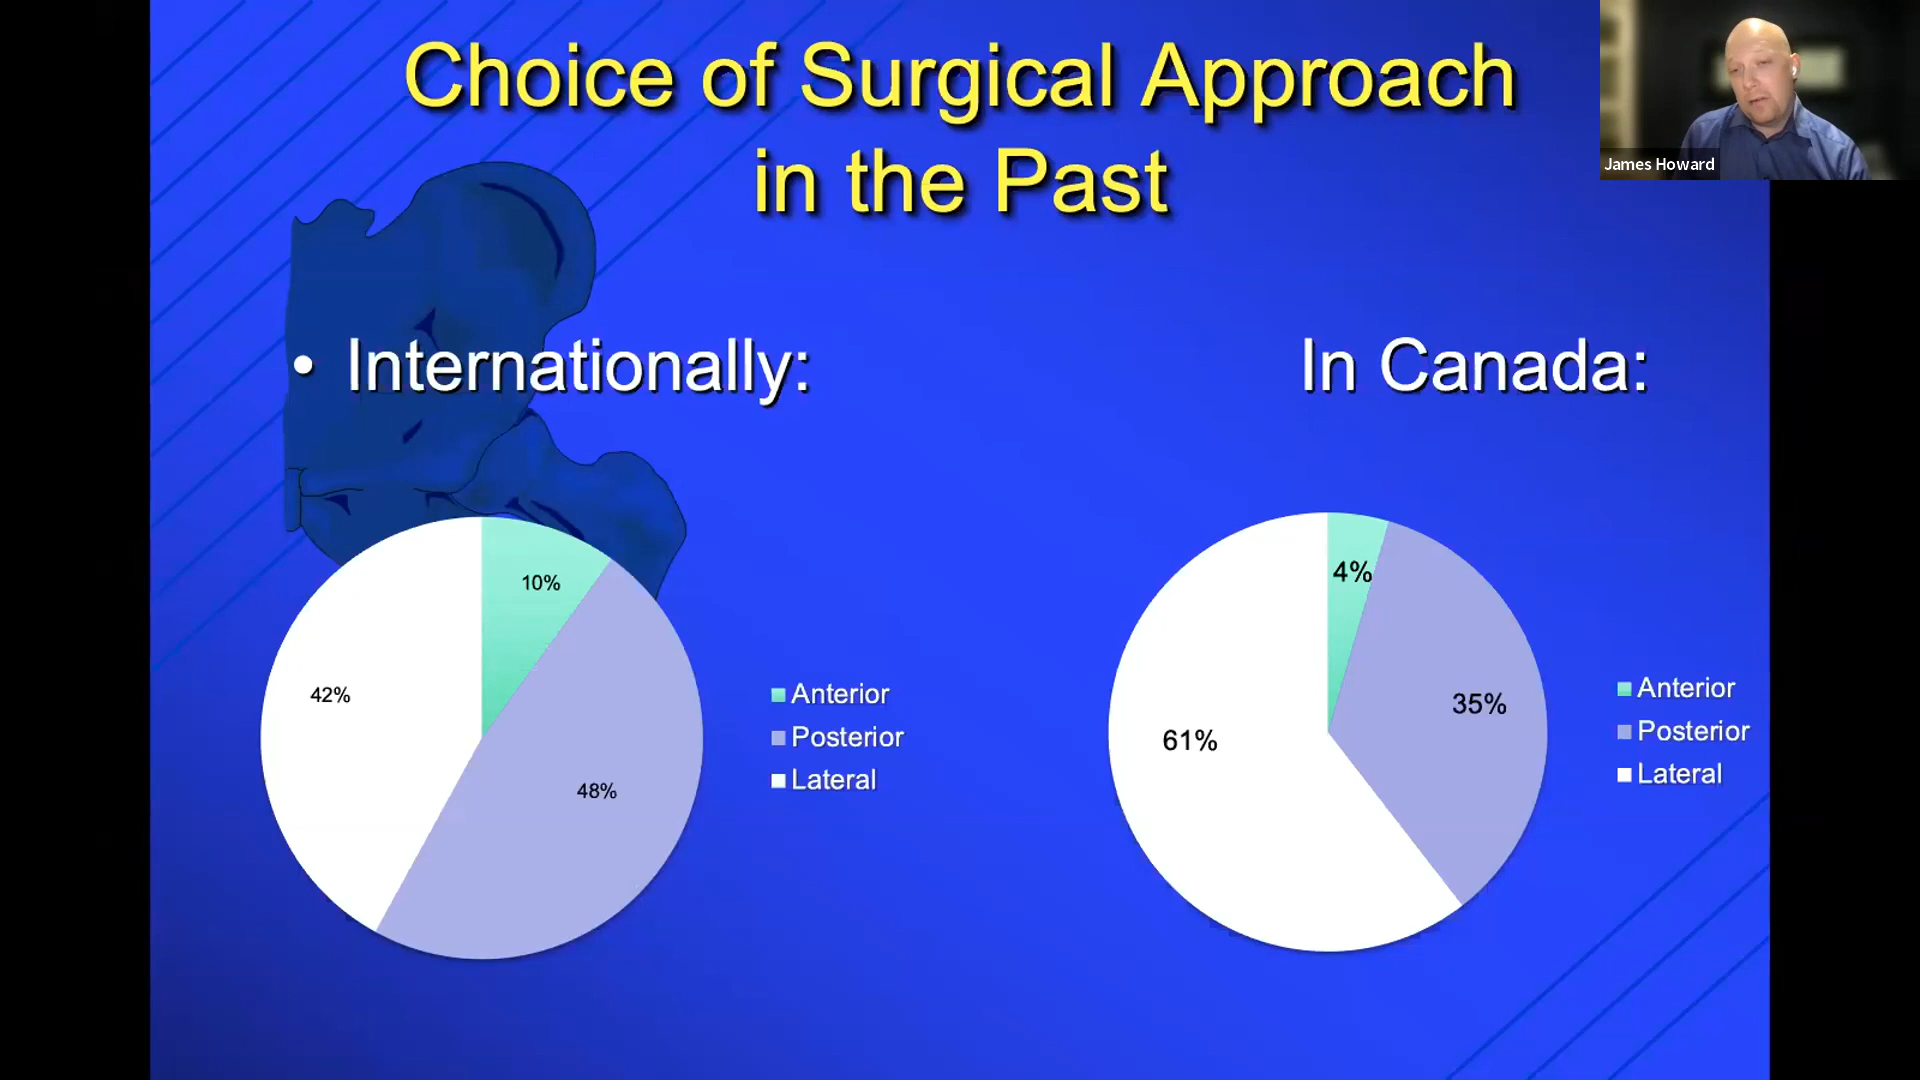 Choice of Surgical Approach
in the Past
James Howard
• Internationally:
In Canada:
10%
42%
48%
Anterior
Posterior
Lateral
4%
35%
61%
Anterior
Posterior
Lateral